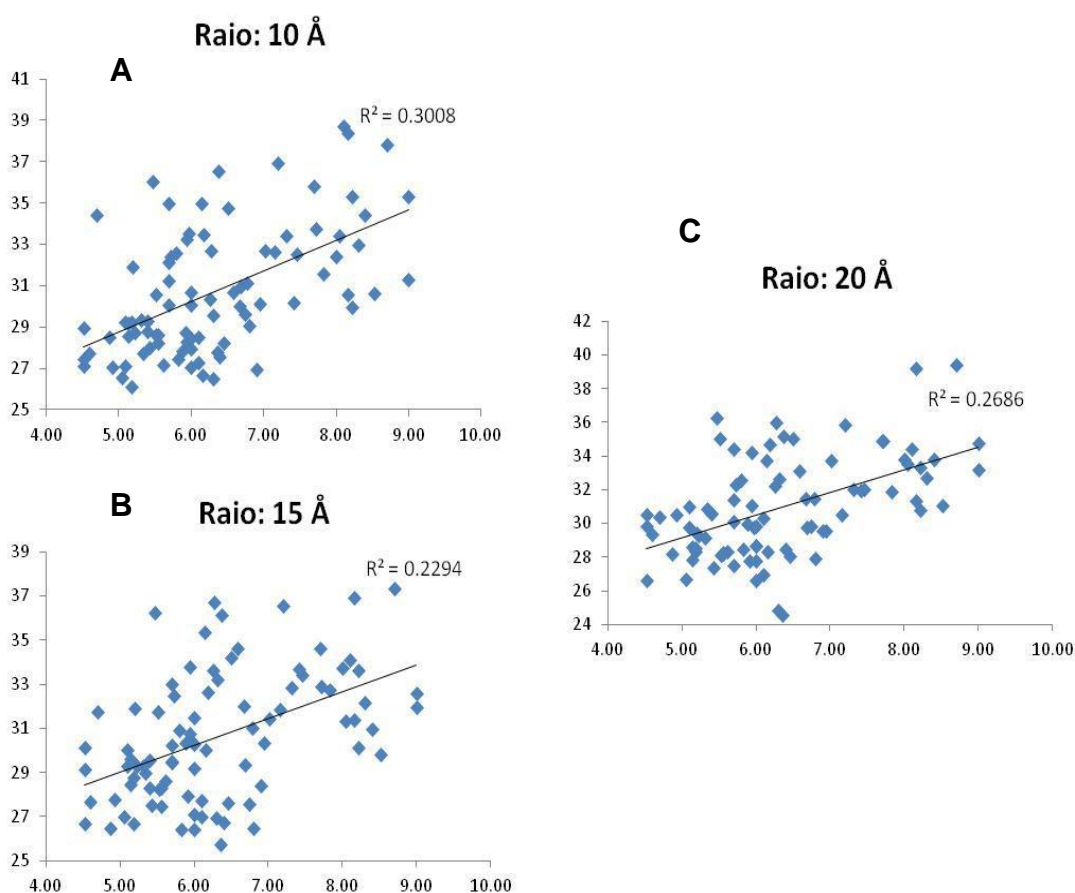 Raio: 10 Å
A
41
39
37
35
33
31
29
27
25
R² = 0.3008
4.00 5.00 6.00 7.00 8.00 9.00 10.00
B
Raio: 15 Å
39
37
35
33
31
29
27
25
R² = 0.2294
4.00 5.00 6.00 7.00 8.00 9.00 10.00
C
Raio: 20 Å
42
40
38
36
34
32
30
28
26
24
R² = 0.2686
4.00 5.00 6.00 7.00 8.00 9.00 10.00